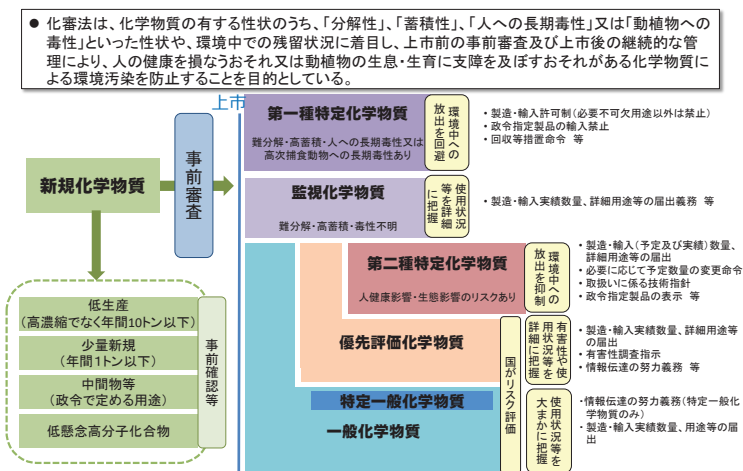 ● 化審法は、化学物質の有する性状のうち、「分解性」、「蓄積性」、「人への長期毒性」又は「動植物への
毒性」といった性状や、環境中での残留状況に着目し、上市前の事前審査及び上市後の継続的な管
理により、人の健康を損なうおそれ又は動植物の生息・生育に支障を及ぼすおそれがある化学物質に
よる環境汚染を防止することを目的としている。
上市
新規化学物質
事前審査
第一種特定化学物質
難分解・高蓄積・人への長期毒性又は
高次捕食動物への長期毒性あり
環境中への
放出を回避
・製造・輸入許可制(必要不可欠用途以外は禁止)
・政令指定製品の輸入禁止
・回収等措置命令 等
監視化学物質
難分解・高蓄積・毒性不明
使用状況
等を詳細
に把握
・製造・輸入実績数量、詳細用途等の届出義務 等
第二種特定化学物質
人健康影響・生態影響のリスクあり
環境中への
放出を抑制
・製造・輸入(予定及び実績)数量、
詳細用途等の届出
・必要に応じて予定数量の変更命令
・取扱いに係る技術指針
・政令指定製品の表示 等
優先評価化学物質
国がリスク評価
有害性や使
用状況等を
詳細に把握
・製造・輸入実績数量、詳細用途等
の届出
・有害性調査指示
・情報伝達の努力義務 等
特定一般化学物質
一般化学物質
使用状況等を
大まかに把握
・情報伝達の努力義務(特定一般化
学物質のみ)
・製造・輸入実績数量、用途等の届
出
低生産
(高濃縮でなく年間10トン以下)
少量新規
(年間1トン以下)
中間物等
(政令で定める用途)
低懸念高分子化合物
事前確認等